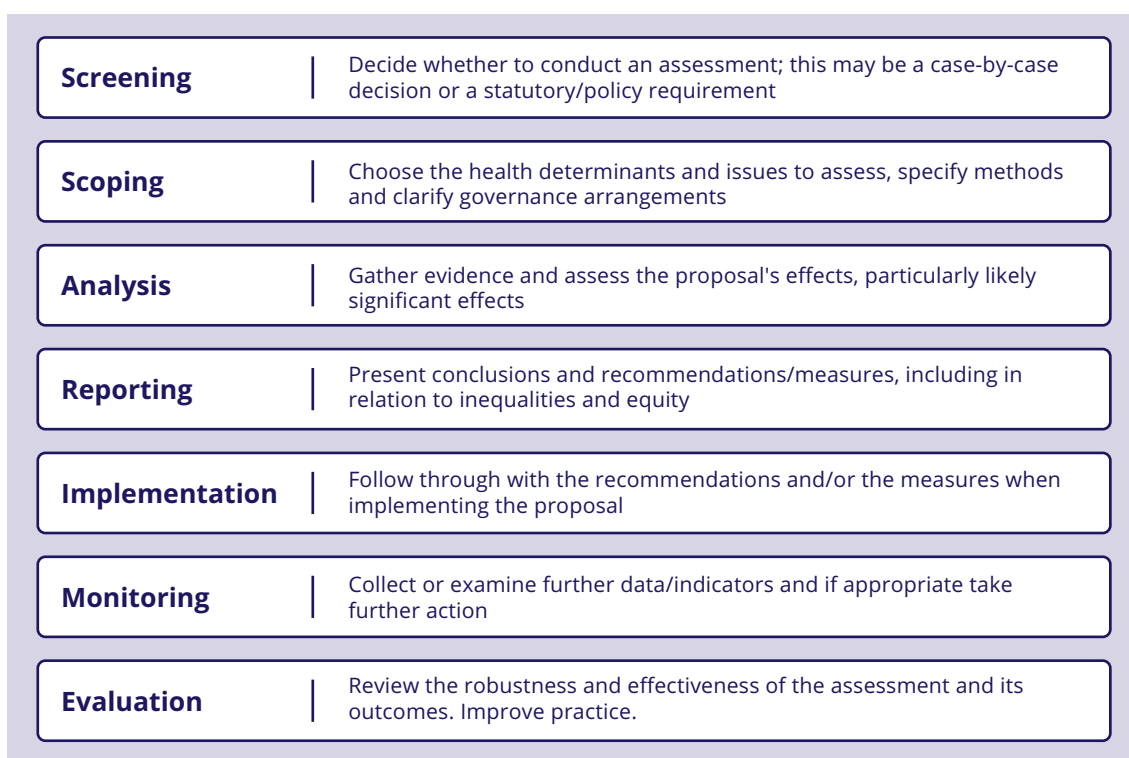 Screening
Decide whether to conduct an assessment; this may be a case-by-case
decision or a statutory/policy requirement
Scoping
Choose the health determinants and issues to assess, specify methods
and clarify governance arrangements
Analysis
Gather evidence and assess the proposal's effects, particularly likely
significant effects
Reporting
Present conclusions and recommendations/measures, including in
relation to inequalities and equity
Implementation
Follow through with the recommendations and/or the measures when
implementing the proposal
Monitoring
Collect or examine further data/indicators and if appropriate take
further action
Evaluation
Review the robustness and effectiveness of the assessment and its
outcomes. Improve practice.